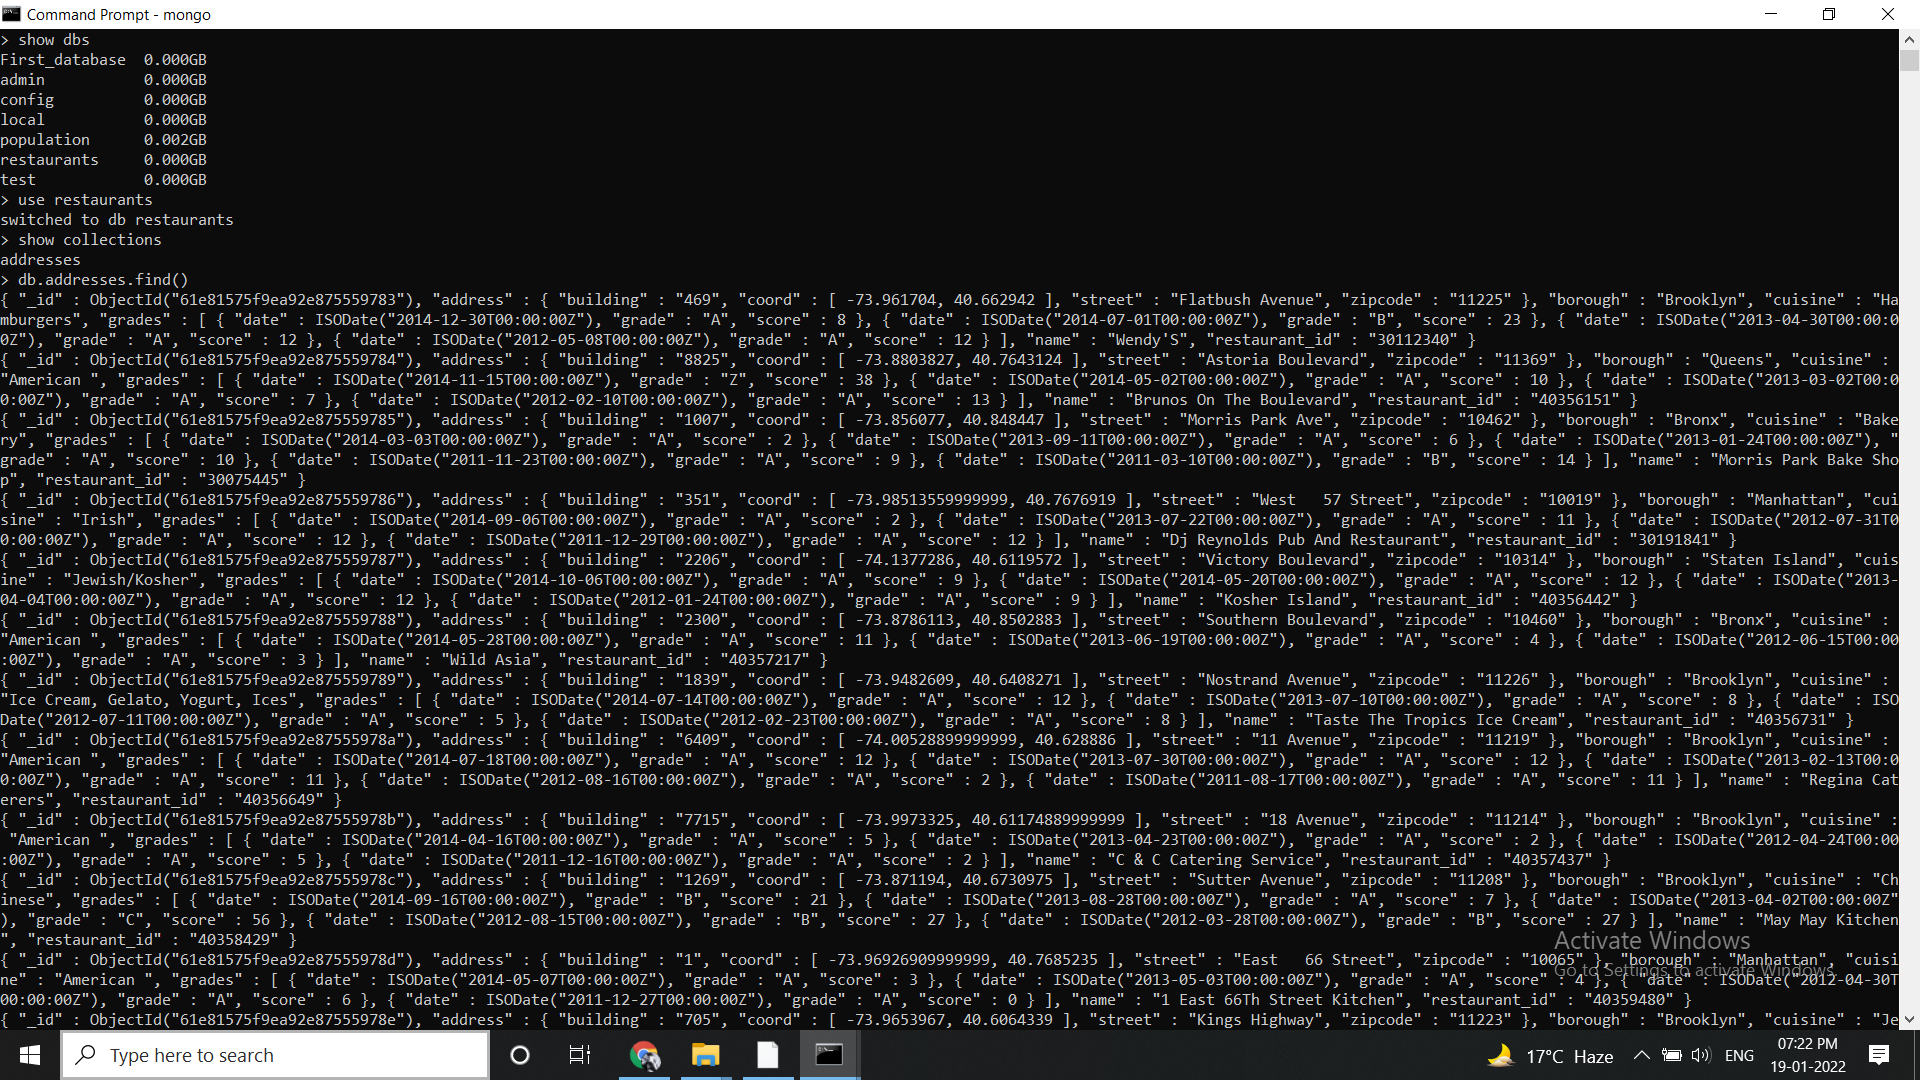 Command Prompt - mongo
> show dbs
First_database  0.000GB
admin           0.000GB
config          0.000GB
local           0.000GB
population      0.002GB
restaurants     0.000GB
test            0.000GB
> use restaurants
switched to db restaurants
> show collections
addresses
> db.addresses.find()
{ "_id" : ObjectId("61e81575f9ea92e875559783"), "address" : { "building" : "469", "coord" : [ -73.961704, 40.662942 ], "street" : "Flatbush Avenue", "zipcode" : "11225" }, "borough" : "Brooklyn", "cuisine" : "Ha
mburgers", "grades" : [ { "date" : ISODate("2014-12-30T00:00:00Z"), "grade" : "A", "score" : 8 }, { "date" : ISODate("2014-07-01T00:00:00Z"), "grade" : "B", "score" : 23 }, { "date" : ISODate("2013-04-30T00:00:0
0Z"), "grade" : "A", "score" : 12 }, { "date" : ISODate("2012-05-08T00:00:00Z"), "grade" : "A", "score" : 12 } ], "name" : "Wendy'S", "restaurant_id" : "30112340" }
{ "_id" : ObjectId("61e81575f9ea92e875559784"), "address" : { "building" : "8825", "coord" : [ -73.8803827, 40.7643124 ], "street" : "Astoria Boulevard", "zipcode" : "11369" }, "borough" : "Queens", "cuisine" :
"American ", "grades" : [ { "date" : ISODate("2014-11-15T00:00:00Z"), "grade" : "Z", "score" : 38 }, { "date" : ISODate("2014-05-02T00:00:00Z"), "grade" : "A", "score" : 10 }, { "date" : ISODate("2013-03-02T00:0
0:00Z"), "grade" : "A", "score" : 7 }, { "date" : ISODate("2012-02-10T00:00:00Z"), "grade" : "A", "score" : 13 } ], "name" : "Brunos On The Boulevard", "restaurant_id" : "40356151" }
{ "_id" : ObjectId("61e81575f9ea92e875559785"), "address" : { "building" : "1007", "coord" : [ -73.856077, 40.848447 ], "street" : "Morris Park Ave", "zipcode" : "10462" }, "borough" : "Bronx", "cuisine" : "Bake
ry", "grades" : [ { "date" : ISODate("2014-03-03T00:00:00Z"), "grade" : "A", "score" : 2 }, { "date" : ISODate("2013-09-11T00:00:00Z"), "grade" : "A", "score" : 6 }, { "date" : ISODate("2013-01-24T00:00:00Z"), "
grade" : "A", "score" : 10 }, { "date" : ISODate("2011-11-23T00:00:00Z"), "grade" : "A", "score" : 9 }, { "date" : ISODate("2011-03-10T00:00:00Z"), "grade" : "B", "score" : 14 } ], "name" : "Morris Park Bake Sho
p", "restaurant_id" : "30075445" }
{ "_id" : ObjectId("61e81575f9ea92e875559786"), "address" : { "building" : "351", "coord" : [ -73.98513559999999, 40.7676919 ], "street" : "West   57 Street", "zipcode" : "10019" }, "borough" : "Manhattan", "cui
sine" : "Irish", "grades" : [ { "date" : ISODate("2014-09-06T00:00:00Z"), "grade" : "A", "score" : 2 }, { "date" : ISODate("2013-07-22T00:00:00Z"), "grade" : "A", "score" : 11 }, { "date" : ISODate("2012-07-31T0
0:00:00Z"), "grade" : "A", "score" : 12 }, { "date" : ISODate("2011-12-29T00:00:00Z"), "grade" : "A", "score" : 12 } ], "name" : "Dj Reynolds Pub And Restaurant", "restaurant_id" : "30191841" }
{ "_id" : ObjectId("61e81575f9ea92e875559787"), "address" : { "building" : "2206", "coord" : [ -74.1377286, 40.6119572 ], "street" : "Victory Boulevard", "zipcode" : "10314" }, "borough" : "Staten Island", "cuis
ine" : "Jewish/Kosher", "grades" : [ { "date" : ISODate("2014-10-06T00:00:00Z"), "grade" : "A", "score" : 9 }, { "date" : ISODate("2014-05-20T00:00:00Z"), "grade" : "A", "score" : 12 }, { "date" : ISODate("2013-
04-04T00:00:00Z"), "grade" : "A", "score" : 12 }, { "date" : ISODate("2012-01-24T00:00:00Z"), "grade" : "A", "score" : 9 } ], "name" : "Kosher Island", "restaurant_id" : "40356442" }
{ "_id" : ObjectId("61e81575f9ea92e875559788"), "address" : { "building" : "2300", "coord" : [ -73.8786113, 40.8502883 ], "street" : "Southern Boulevard", "zipcode" : "10460" }, "borough" : "Bronx", "cuisine" :
"American ", "grades" : [ { "date" : ISODate("2014-05-28T00:00:00Z"), "grade" : "A", "score" : 11 }, { "date" : ISODate("2013-06-19T00:00:00Z"), "grade" : "A", "score" : 4 }, { "date" : ISODate("2012-06-15T00:00
:00Z"), "grade" : "A", "score" : 3 } ], "name" : "Wild Asia", "restaurant_id" : "40357217" }
{ "_id" : ObjectId("61e81575f9ea92e875559789"), "address" : { "building" : "1839", "coord" : [ -73.9482609, 40.6408271 ], "street" : "Nostrand Avenue", "zipcode" : "11226" }, "borough" : "Brooklyn", "cuisine" :
"Ice Cream, Gelato, Yogurt, Ices", "grades" : [ { "date" : ISODate("2014-07-14T00:00:00Z"), "grade" : "A", "score" : 12 }, { "date" : ISODate("2013-07-10T00:00:00Z"), "grade" : "A", "score" : 8 }, { "date" : ISO
Date("2012-07-11T00:00:00Z"), "grade" : "A", "score" : 5 }, { "date" : ISODate("2012-02-23T00:00:00Z"), "grade" : "A", "score" : 8 } ], "name" : "Taste The Tropics Ice Cream", "restaurant_id" : "40356731" }
{ "_id" : ObjectId("61e81575f9ea92e87555978a"), "address" : { "building" : "6409", "coord" : [ -74.00528899999999, 40.628886 ], "street" : "11 Avenue", "zipcode" : "11219" }, "borough" : "Brooklyn", "cuisine" :
"American ", "grades" : [ { "date" : ISODate("2014-07-18T00:00:00Z"), "grade" : "A", "score" : 12 }, { "date" : ISODate("2013-07-30T00:00:00Z"), "grade" : "A", "score" : 12 }, { "date" : ISODate("2013-02-13T00:0
0:00Z"), "grade" : "A", "score" : 11 }, { "date" : ISODate("2012-08-16T00:00:00Z"), "grade" : "A", "score" : 2 }, { "date" : ISODate("2011-08-17T00:00:00Z"), "grade" : "A", "score" : 11 } ], "name" : "Regina Cat
erers", "restaurant_id" : "40356649" }
{ "_id" : ObjectId("61e81575f9ea92e87555978b"), "address" : { "building" : "7715", "coord" : [ -73.9973325, 40.61174889999999 ], "street" : "18 Avenue", "zipcode" : "11214" }, "borough" : "Brooklyn", "cuisine" :
 "American ", "grades" : [ { "date" : ISODate("2014-04-16T00:00:00Z"), "grade" : "A", "score" : 5 }, { "date" : ISODate("2013-04-23T00:00:00Z"), "grade" : "A", "score" : 2 }, { "date" : ISODate("2012-04-24T00:00
:00Z"), "grade" : "A", "score" : 5 }, { "date" : ISODate("2011-12-16T00:00:00Z"), "grade" : "A", "score" : 2 } ], "name" : "C & C Catering Service", "restaurant_id" : "40357437" }
{ "_id" : ObjectId("61e81575f9ea92e87555978c"), "address" : { "building" : "1269", "coord" : [ -73.871194, 40.6730975 ], "street" : "Sutter Avenue", "zipcode" : "11208" }, "borough" : "Brooklyn", "cuisine" : "Ch
inese", "grades" : [ { "date" : ISODate("2014-09-16T00:00:00Z"), "grade" : "B", "score" : 21 }, { "date" : ISODate("2013-08-28T00:00:00Z"), "grade" : "A", "score" : 7 }, { "date" : ISODate("2013-04-02T00:00:00Z"
), "grade" : "C", "score" : 56 }, { "date" : ISODate("2012-08-15T00:00:00Z"), "grade" : "B", "score" : 27 }, { "date" : ISODate("2012-03-28T00:00:00Z"), "grade" : "B", "score" : 27 } ], "name" : "May May Kitchen
", "restaurant_id" : "40358429" }
{ "_id" : ObjectId("61e81575f9ea92e87555978d"), "address" : { "building" : "1", "coord" : [ -73.96926909999999, 40.7685235 ], "street" : "East   66 Street", "zipcode" : "10065" }, "borough" : "Manhattan", "cuisi
ne" : "American ", "grades" : [ { "date" : ISODate("2014-05-07T00:00:00Z"), "grade" : "A", "score" : 3 }, { "date" : ISODate("2013-05-03T00:00:00Z"), "grade" : "A", "score" : 4 }, { "date" : ISODate("2012-04-30T
00:00:00Z"), "grade" : "A", "score" : 6 }, { "date" : ISODate("2011-12-27T00:00:00Z"), "grade" : "A", "score" : 0 } ], "name" : "1 East 66Th Street Kitchen", "restaurant_id" : "40359480" }
{ "_id" : ObjectId("61e81575f9ea92e87555978e"), "address" : { "building" : "705", "coord" : [ -73.9653967, 40.6064339 ], "street" : "Kings Highway", "zipcode" : "11223" }, "borough" : "Brooklyn", "cuisine" : "Je
Activate Windows
Go to Settings to activate Windows.
Type here to search
17°C Haze
ENG
07:22 PM
19-01-2022